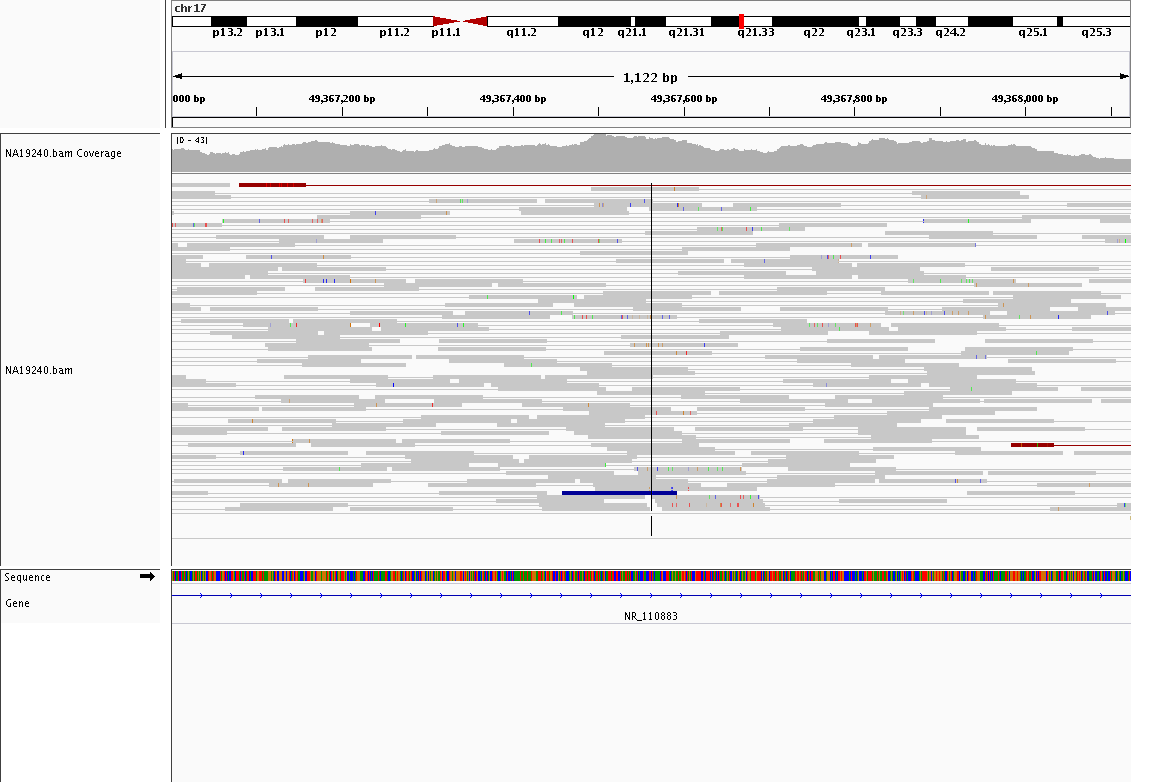 chr17
p13.2 p13.1 p12 p11.2 p11.1 q11.2 q12 q21.1 q21.31 q21.33 q22 q23.1 q23.3 q24.2 q25.1 q25.3
1,122 bp
000 bp 49,367,200 bp 49,367,400 bp 49,367,600 bp 49,367,800 bp 49,368,000 bp
[0 - 43]
NA19240.bam Coverage
NA19240.bam
Sequence
Gene
NR_110883